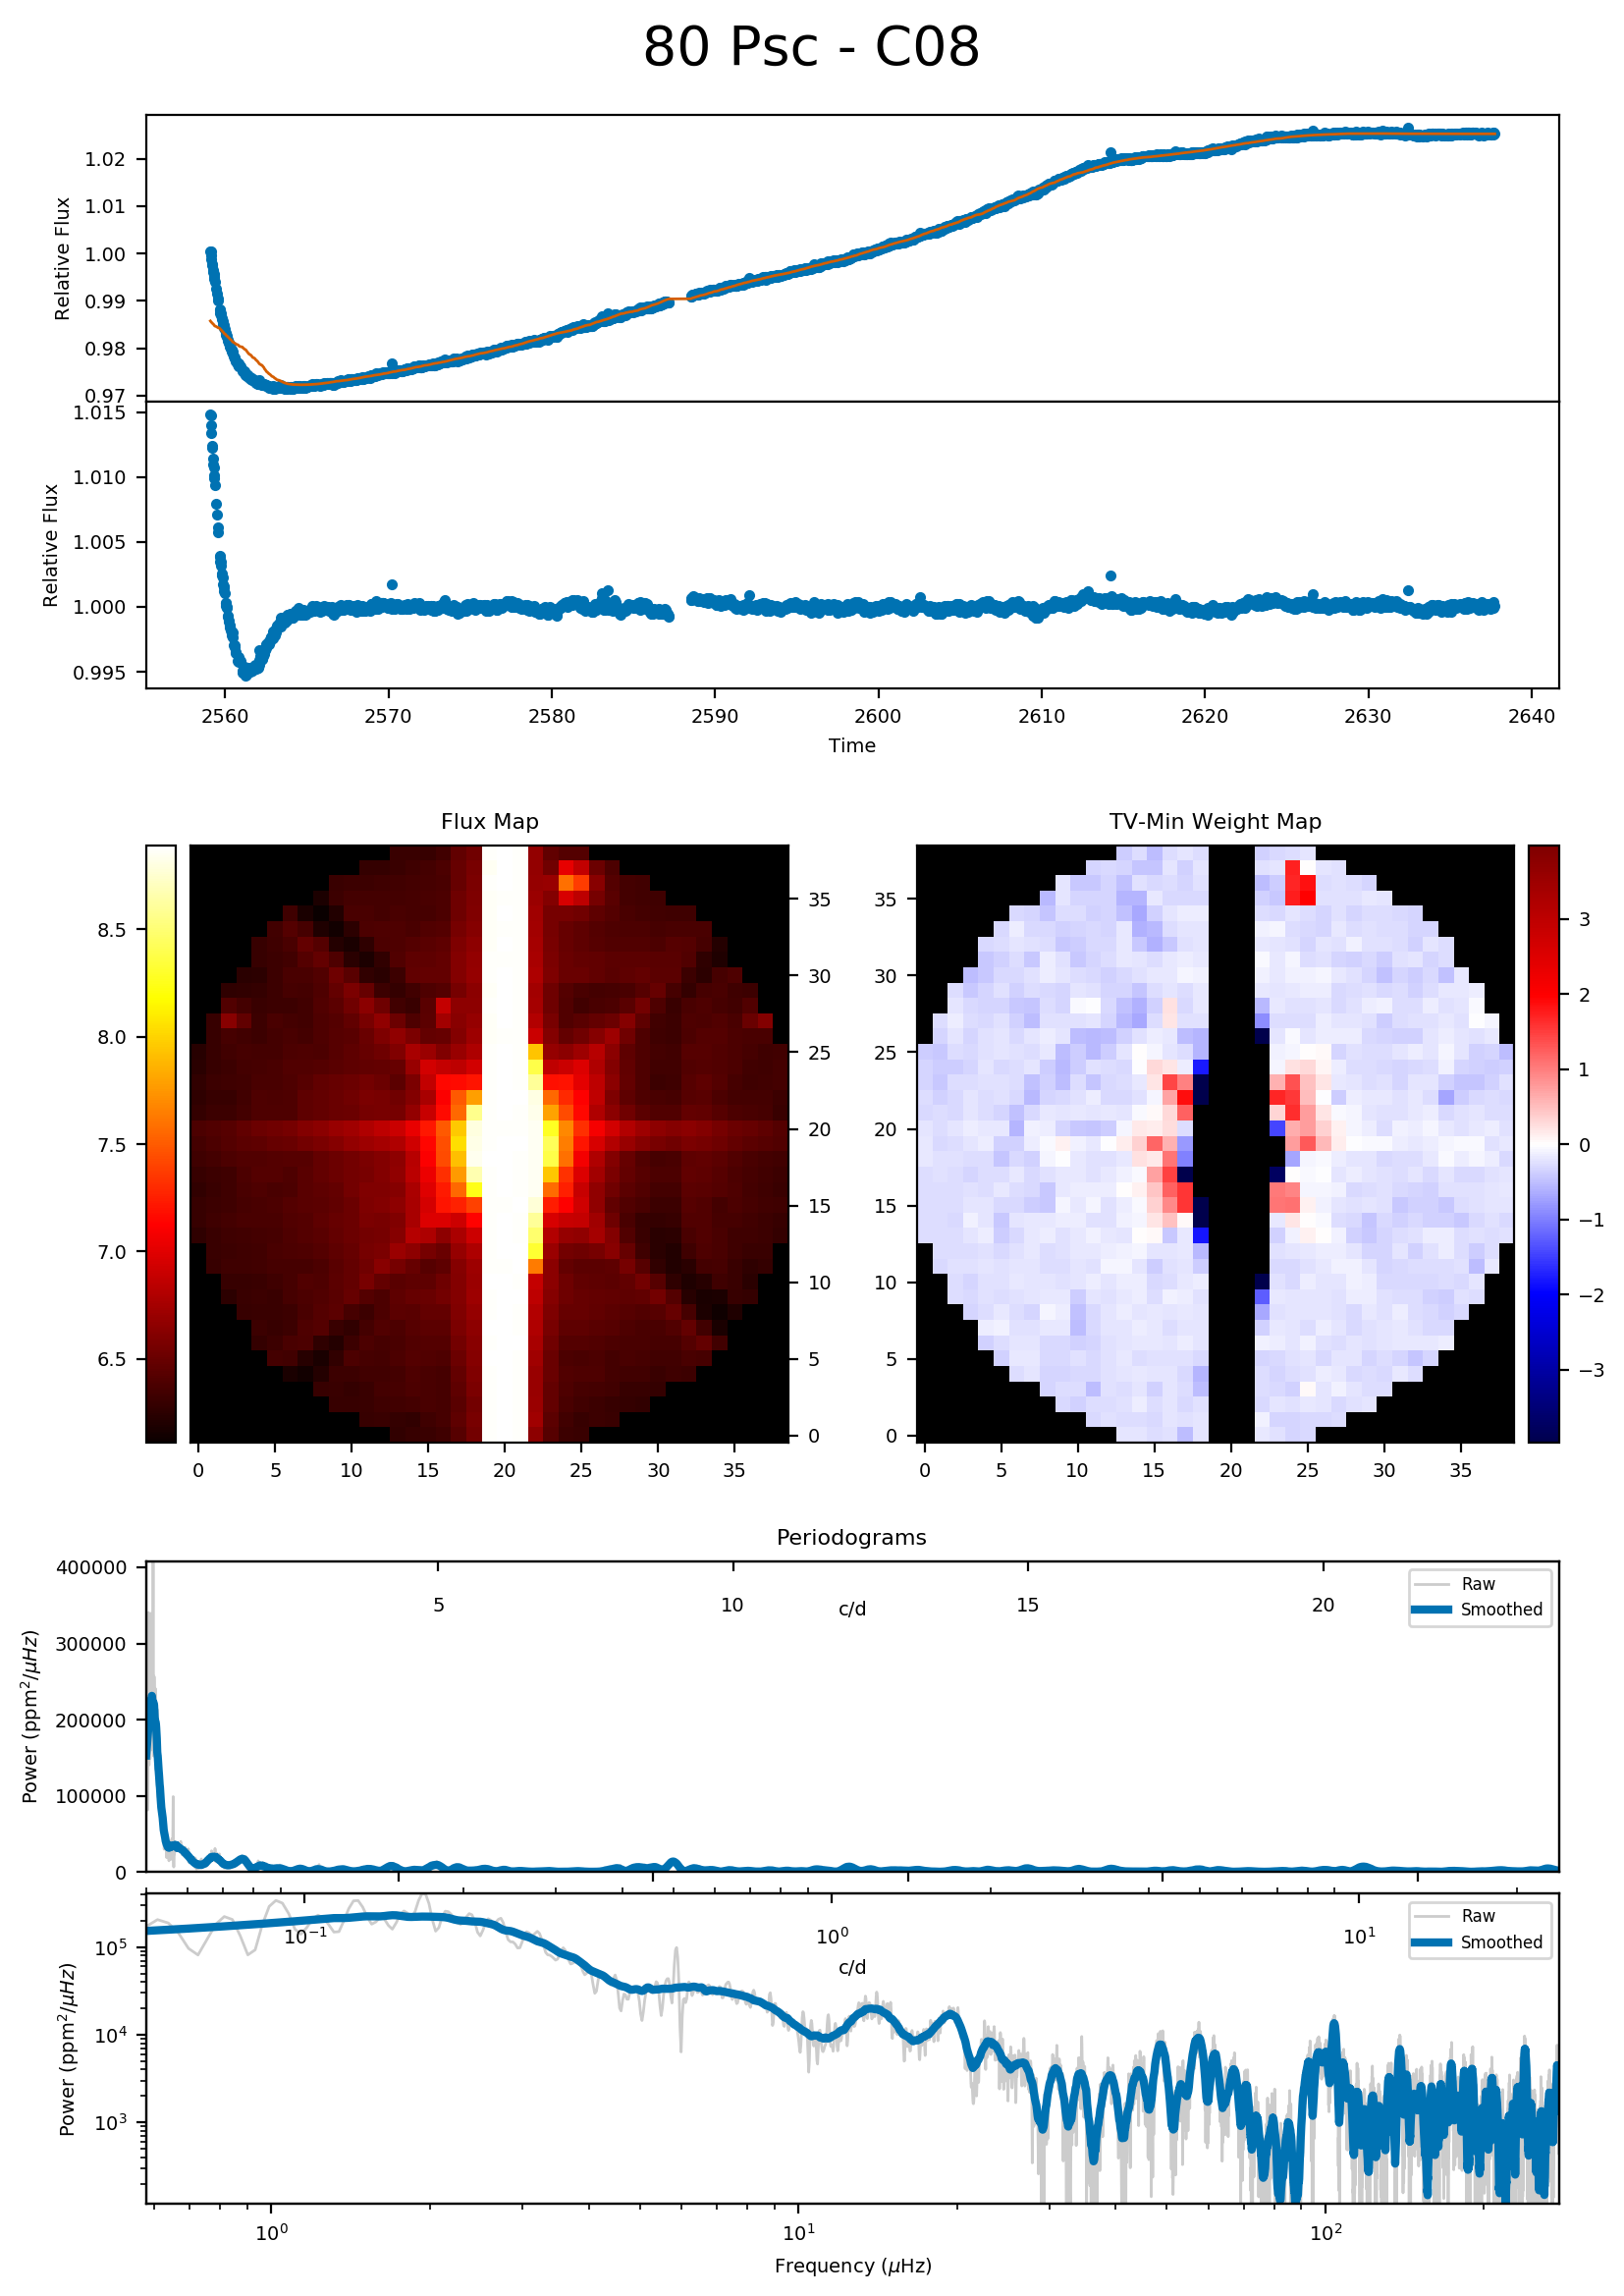 80 Psc - C08
Relative Flux
1.02
1.01
1.00
0.99
0.98
0.97
Relative Flux
1.015
1.010
1.005
1.000
0.995
2560 2570 2580 2590 2600 2610 2620 2630 2640
Time
Flux Map
TV-Min Weight Map
8.5
8.0
7.5
7.0
6.5
35
30
25
20
15
10
5
0
0 5 10 15 20 25 30 35
35
30
25
20
15
10
5
0
0 5 10 15 20 25 30 35
3
2
1
0
−1
−2
−3
Periodograms
Power (ppm²/μHz)
400000
300000
200000
100000
0
5 10 15 20
c/d
Raw
Smoothed
Power (ppm²/μHz)
10⁵
10⁴
10³
10⁻¹ 10⁰ 10¹
c/d
Raw
Smoothed
10⁰ 10¹ 10²
Frequency (μHz)